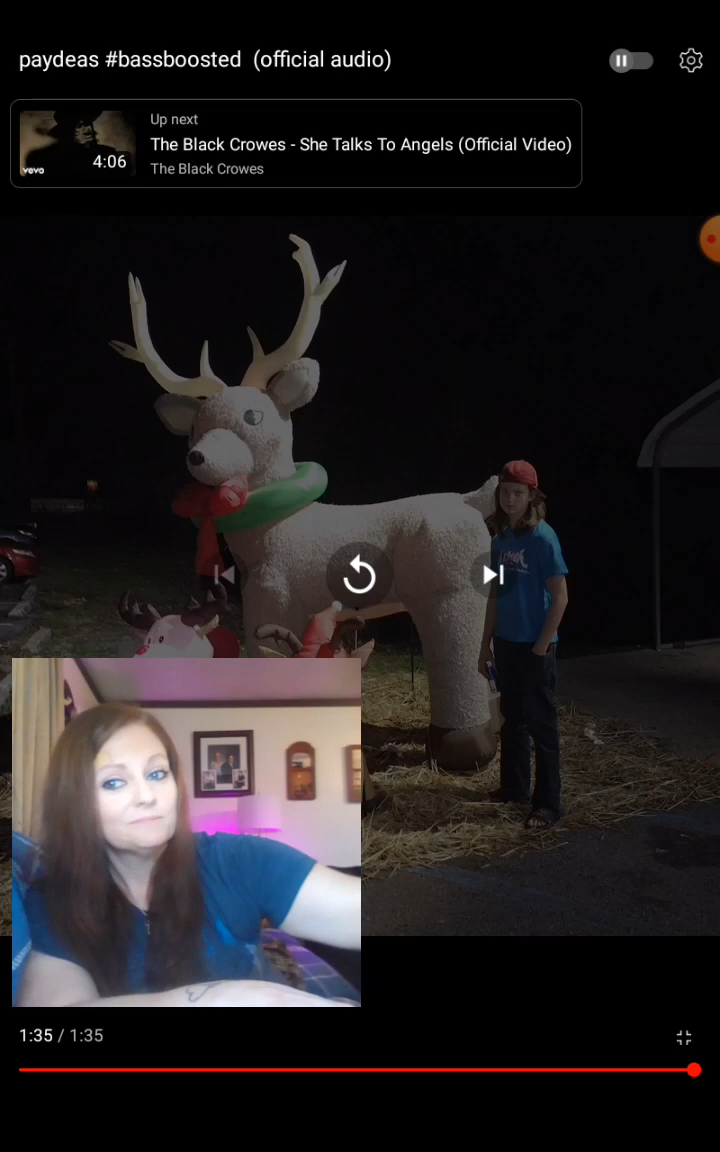 paydeas #bassboosted (official audio)
Up next
The Black Crowes - She Talks To Angels (Official Video)
The Black Crowes
4:06
vevo
1:35 / 1:35